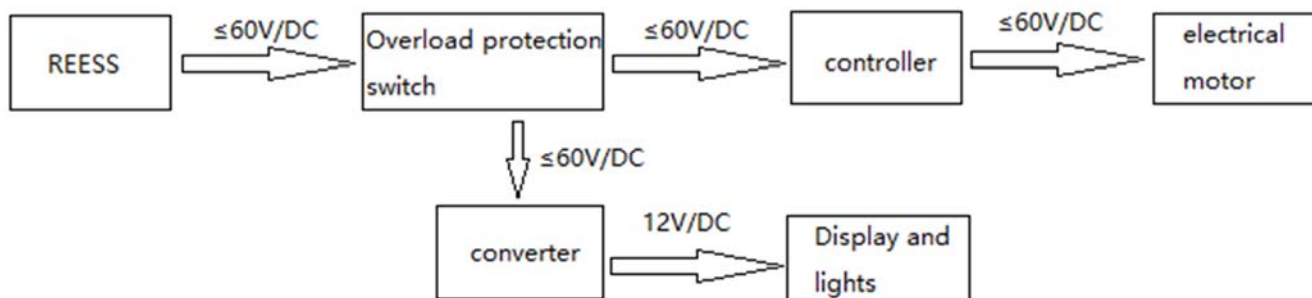 REESS
≤60V/DC
Overload protection
switch
≤60V/DC
controller
≤60V/DC
electrical
motor
≤60V/DC
converter
12V/DC
Display and
lights